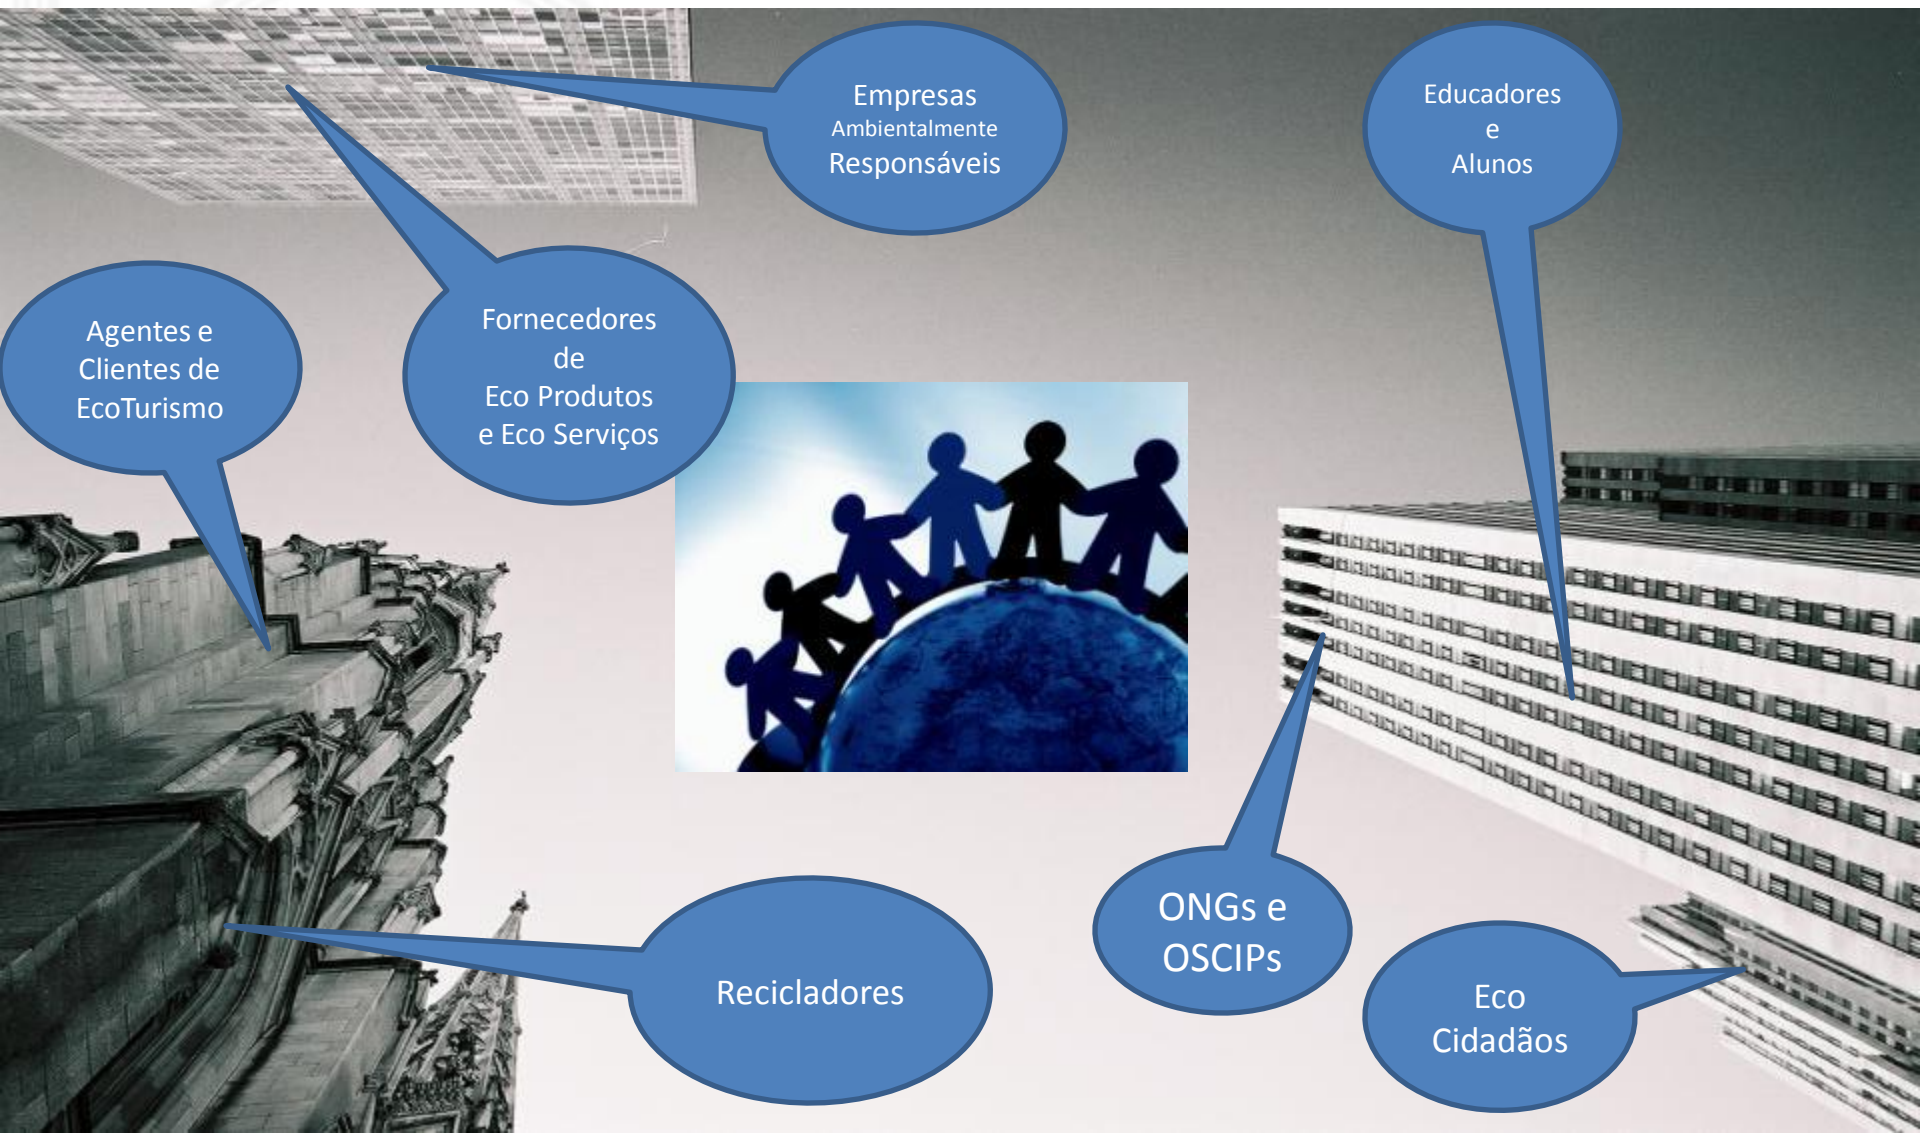 Empresas
Ambientalmente
Responsáveis
Educadores
e
Alunos
Agentes e
Clientes de
EcoTurismo
Fornecedores
de
Eco Produtos
e Eco Serviços
ONGs e
OSCIPs
Recicladores
Eco
Cidadãos